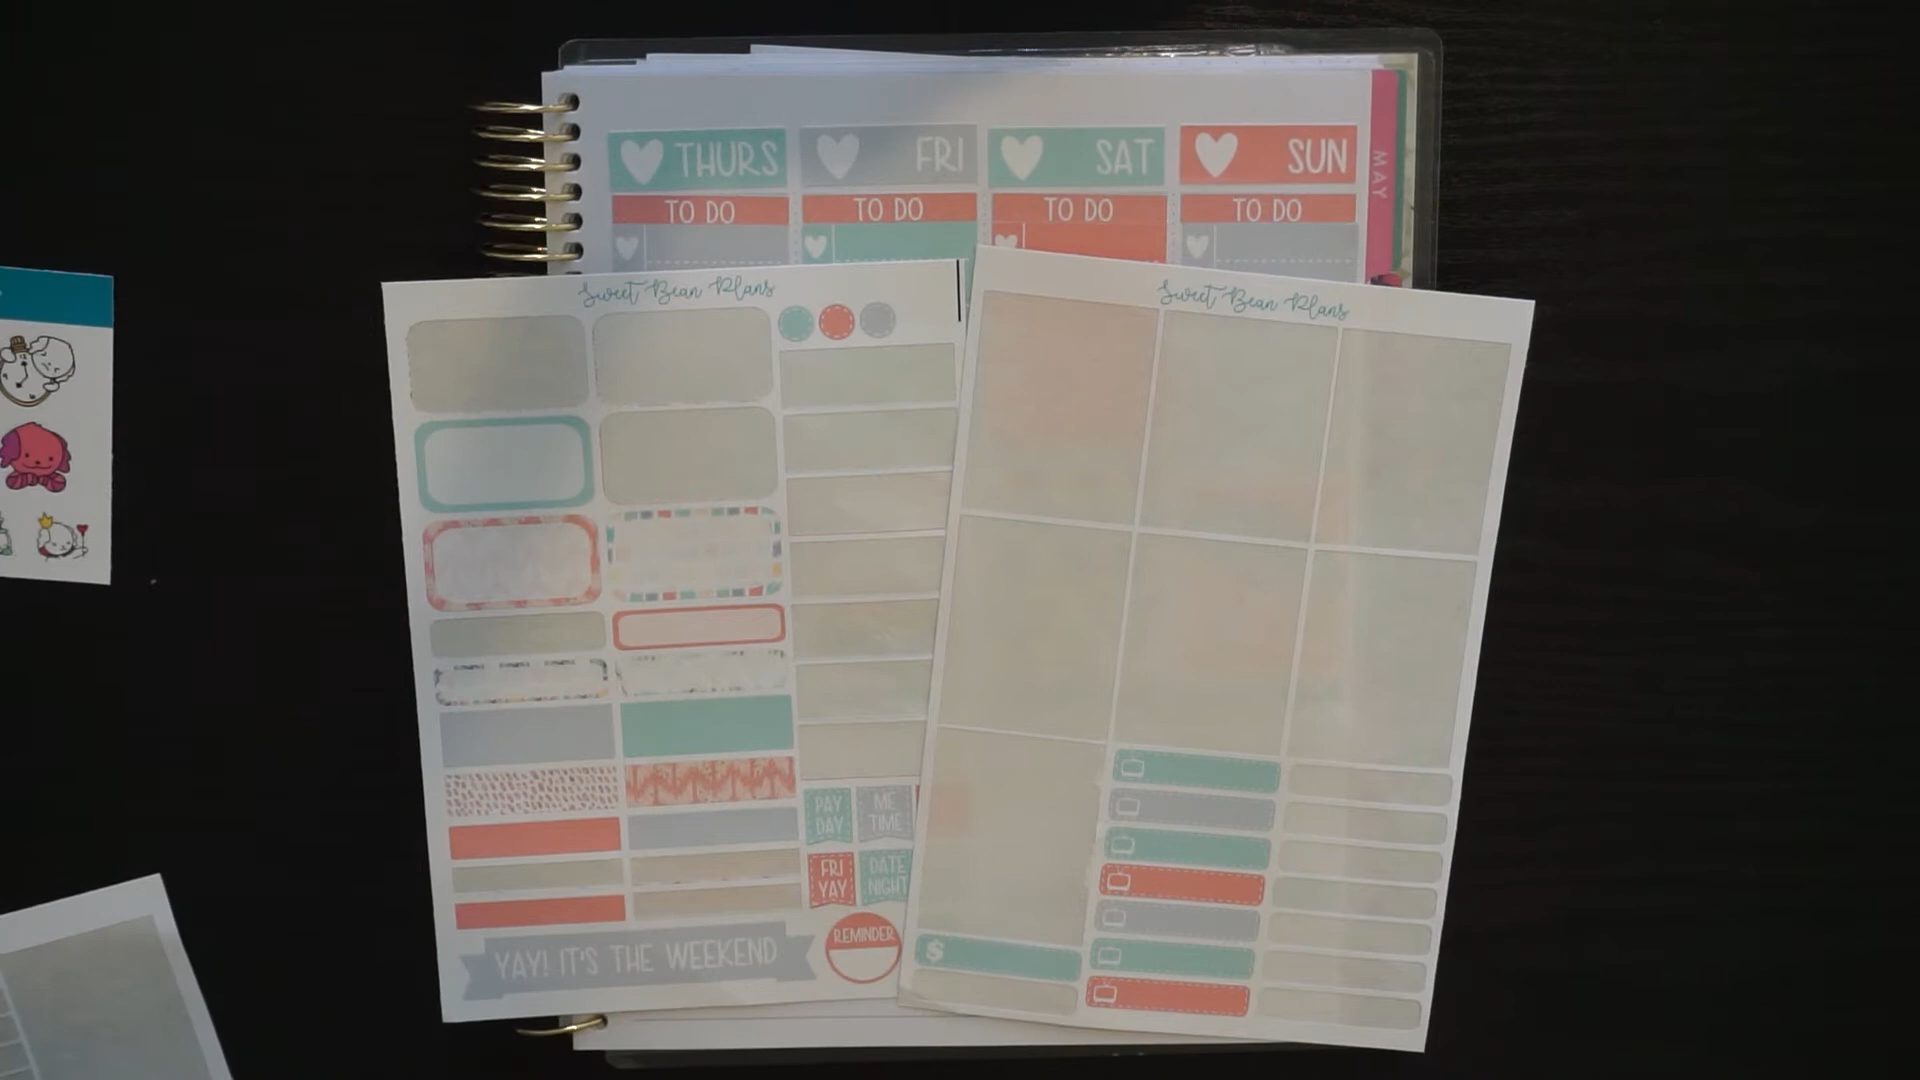 THURS FRI SAT SUN
TO DO TO DO TO DO TO DO
MAY
Sweet Bean Plans
PAY DAY
ME TIME
FRI YAY
DATE NIGHT
YAY! IT'S THE WEEKEND
REMINDER
Sweet Bean Plans
$